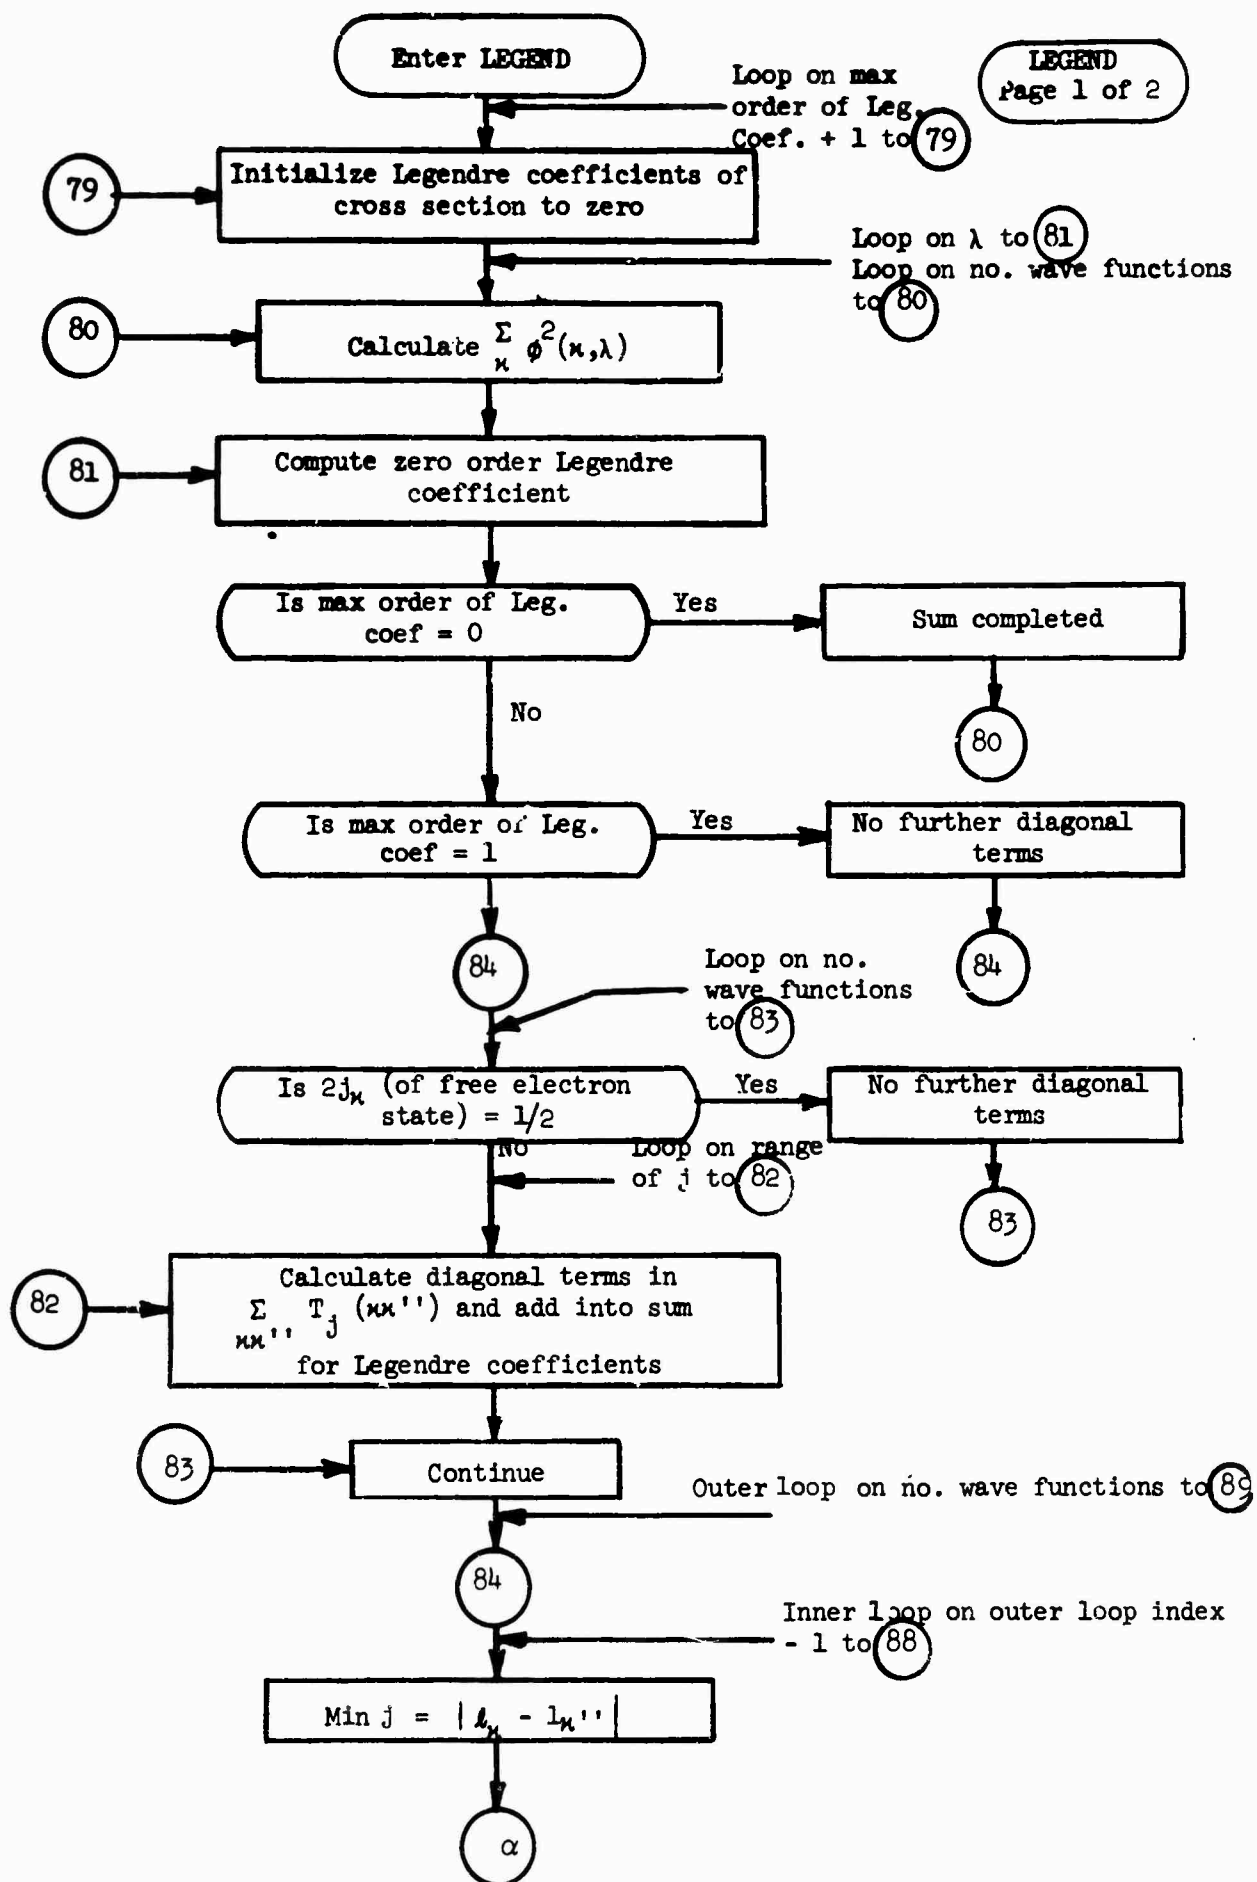 Enter LEGEND
LEGEND
Page 1 of 2
Loop on max
order of Leg.
Coef. + 1 to 79
79
Initialize Legendre coefficients of
cross section to zero
Loop on λ to 81
Loop on no. wave functions
to 80
80
Calculate Σ ϕ²(ϰ,λ)
ϰ
81
Compute zero order Legendre
coefficient
Is max order of Leg.
coef = 0
Yes
Sum completed
80
No
Is max order of Leg.
coef = 1
Yes
No further diagonal
terms
84
84
Loop on no.
wave functions
to 83
Is 2jϰ (of free electron
state) = 1/2
Yes
No further diagonal
terms
83
No
Loop on range
of j to 82
82
Calculate diagonal terms in
Σ Tj (ϰϰ'') and add into sum
ϰϰ''
for Legendre coefficients
83
Continue
Outer loop on no. wave functions to 89
84
Inner loop on outer loop index
- 1 to 88
Min j = | ℓϰ - lϰ'' |
α